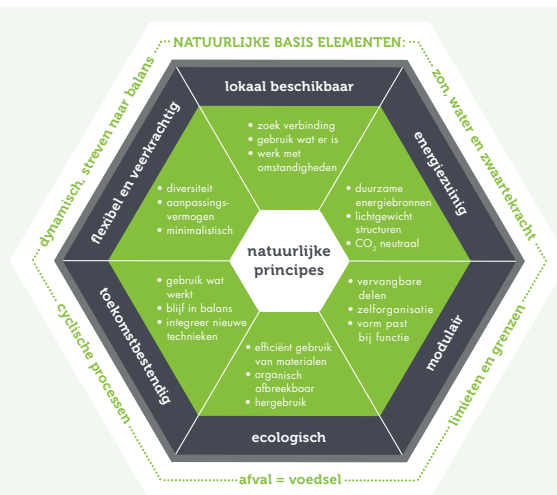 NATUURLIJKE BASIS ELEMENTEN:
zon, water en zwaartekracht
limieten en grenzen
afval = voedsel
cyclische processen
dynamisch, streven naar balans
lokaal beschikbaar
• zoek verbinding
• gebruik wat er is
• werk met
omstandigheden
energiezuinig
• duurzame
energiebronnen
• lichtgewicht
structuren
• CO2 neutraal
modulair
• vervangbare
delen
• zelforganisatie
• vorm past
bij functie
ecologisch
• efficiënt gebruik
van materialen
• organisch
afbreekbaar
• hergebruik
toekomstbestendig
• gebruik wat
werkt
• blijf in balans
• integreer nieuwe
technieken
flexibel en veerkrachtig
• diversiteit
• aanpassings-
vermogen
• minimalistisch
natuurlijke
principes